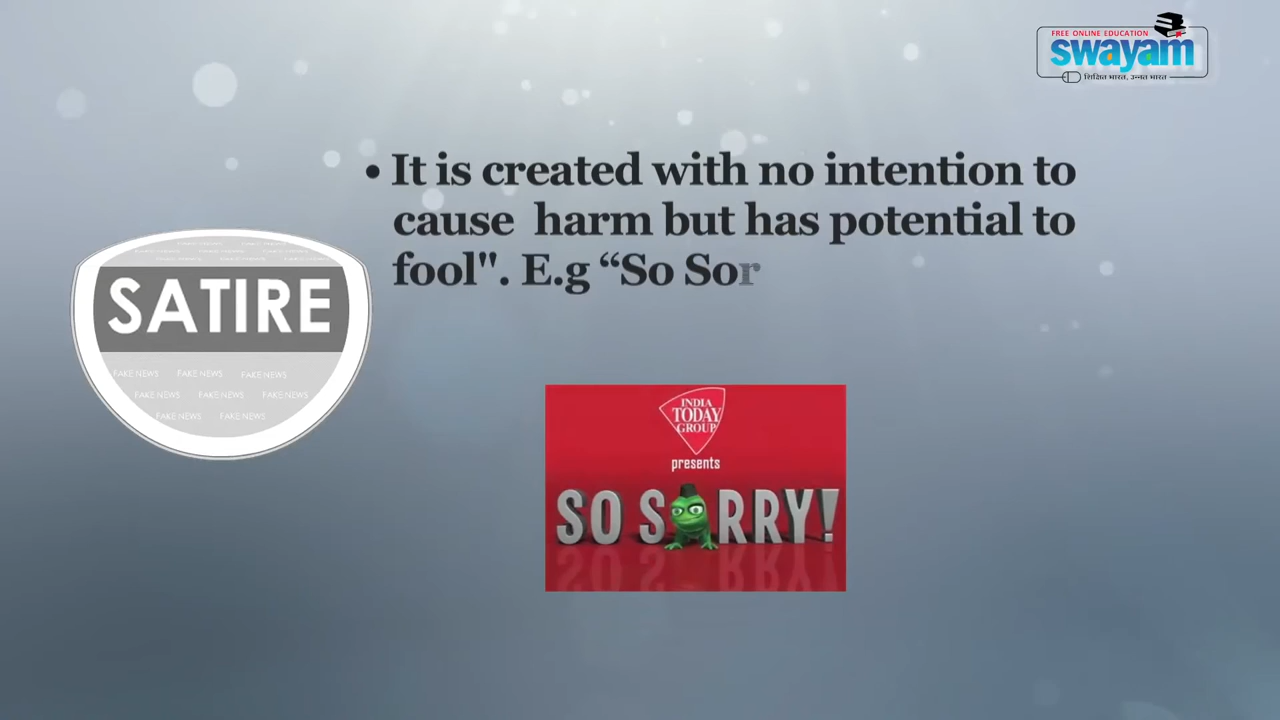 FREE ONLINE EDUCATION
swayam
शिक्षित भारत, उन्नत भारत
• It is created with no intention to
cause harm but has potential to
fool". E.g “So Sor
SATIRE
FAKE NEWS FAKE NEWS FAKE NEWS
FAKE NEWS FAKE NEWS FAKE NEWS
FAKE NEWS FAKE NEWS
INDIA
TODAY
GROUP
presents
SO SORRY!